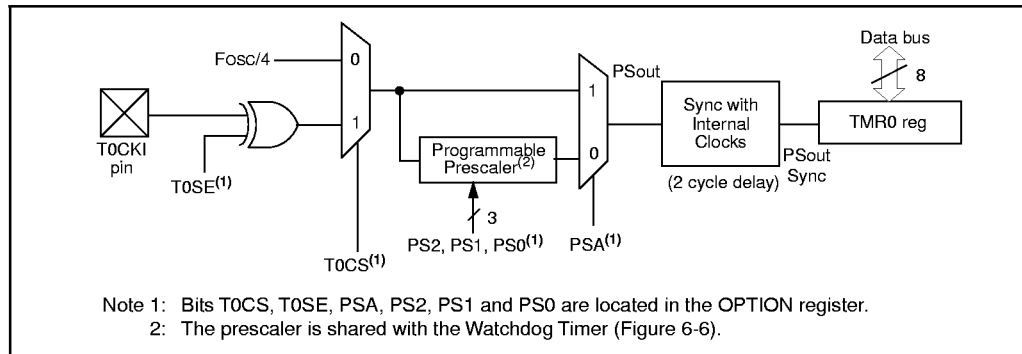 Data bus
8
Fosc/4
0
PSout
1
Sync with
Internal
Clocks
TMR0 reg
T0CKI
pin
1
Programmable
Prescaler(2)
0
PSout
Sync
T0SE(1)
(2 cycle delay)
3
PS2, PS1, PS0(1)
PSA(1)
T0CS(1)
Note 1: Bits T0CS, T0SE, PSA, PS2, PS1 and PS0 are located in the OPTION register.
2: The prescaler is shared with the Watchdog Timer (Figure 6-6).